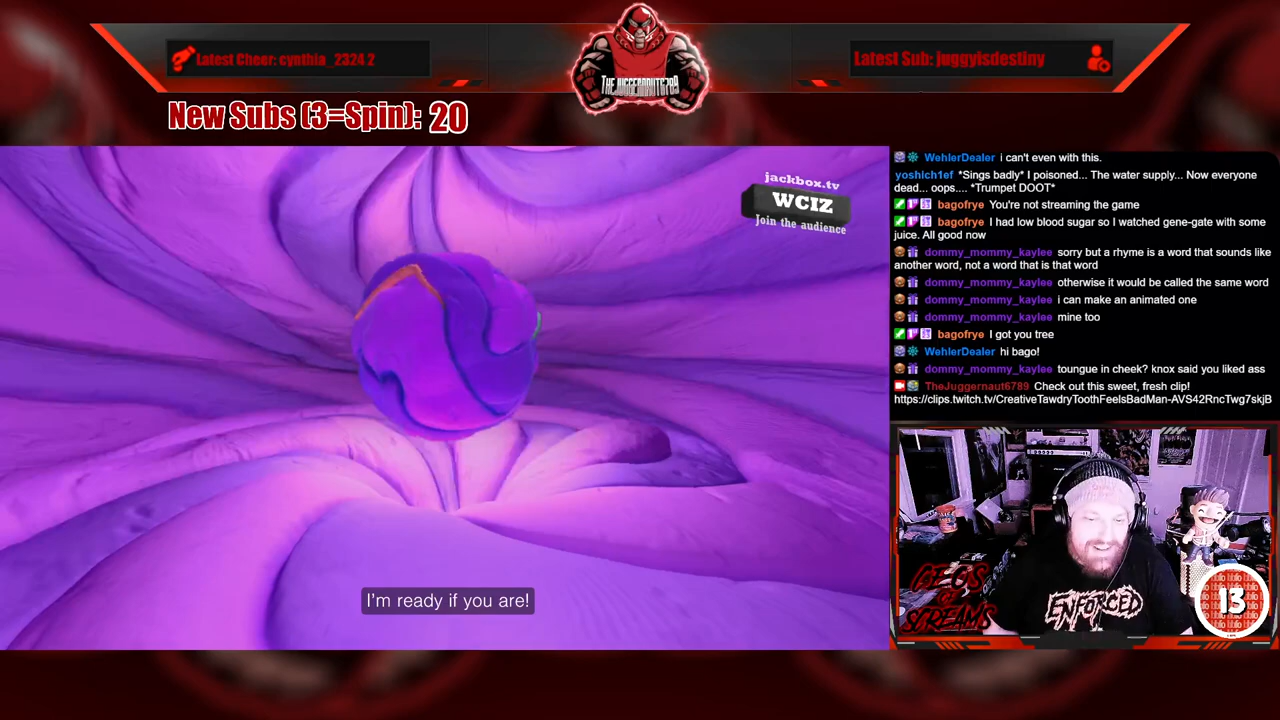 Latest Cheer: cynthia_2324 2
THEJUGGERNAUT6789
Latest Sub: juggyisdestiny
New Subs (3=Spin): 20
jackbox.tv
WCIZ
Join the audience
I'm ready if you are!
WehlerDealer i can't even with this.
yoshich1ef *Sings badly* I poisoned... The water supply... Now everyone
dead... oops.... *Trumpet DOOT*
bagofrye You're not streaming the game
bagofrye I had low blood sugar so I watched gene-gate with some
juice. All good now
dommy_mommy_kaylee sorry but a rhyme is a word that sounds like
another word, not a word that is that word
dommy_mommy_kaylee otherwise it would be called the same word
dommy_mommy_kaylee i can make an animated one
dommy_mommy_kaylee mine too
bagofrye I got you tree
WehlerDealer hi bago!
dommy_mommy_kaylee toungue in cheek? knox said you liked ass
TheJuggernaut6789 Check out this sweet, fresh clip!
https://clips.twitch.tv/CreativeTawdryToothFeelsBadMan-AVS42RncTwg7skjB
ENFORCED
13